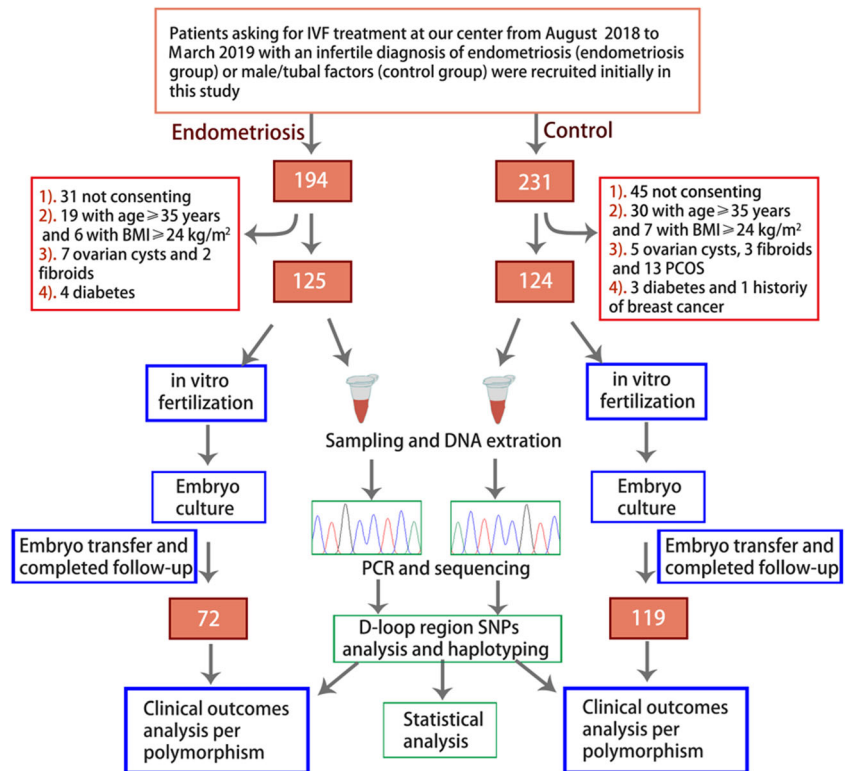 Patients asking for IVF treatment at our center from August 2018 to
March 2019 with an infertile diagnosis of endometriosis (endometriosis
group) or male/tubal factors (control group) were recruited initially in
this study
Endometriosis
Control
194
231
1). 31 not consenting
2). 19 with age⩾35 years
and 6 with BMI⩾24 kg/m²
3). 7 ovarian cysts and 2
fibroids
4). 4 diabetes
1). 45 not consenting
2). 30 with age⩾35 years
and 7 with BMI⩾24 kg/m²
3). 5 ovarian cysts, 3 fibroids
and 13 PCOS
4). 3 diabetes and 1 historiy
of breast cancer
125
124
in vitro
fertilization
in vitro
fertilization
Sampling and DNA extration
Embryo
culture
Embryo
culture
Embryo transfer and
completed follow-up
PCR and sequencing
Embryo transfer and
completed follow-up
72
119
D-loop region SNPs
analysis and haplotyping
Clinical outcomes
analysis per
polymorphism
Statistical
analysis
Clinical outcomes
analysis per
polymorphism